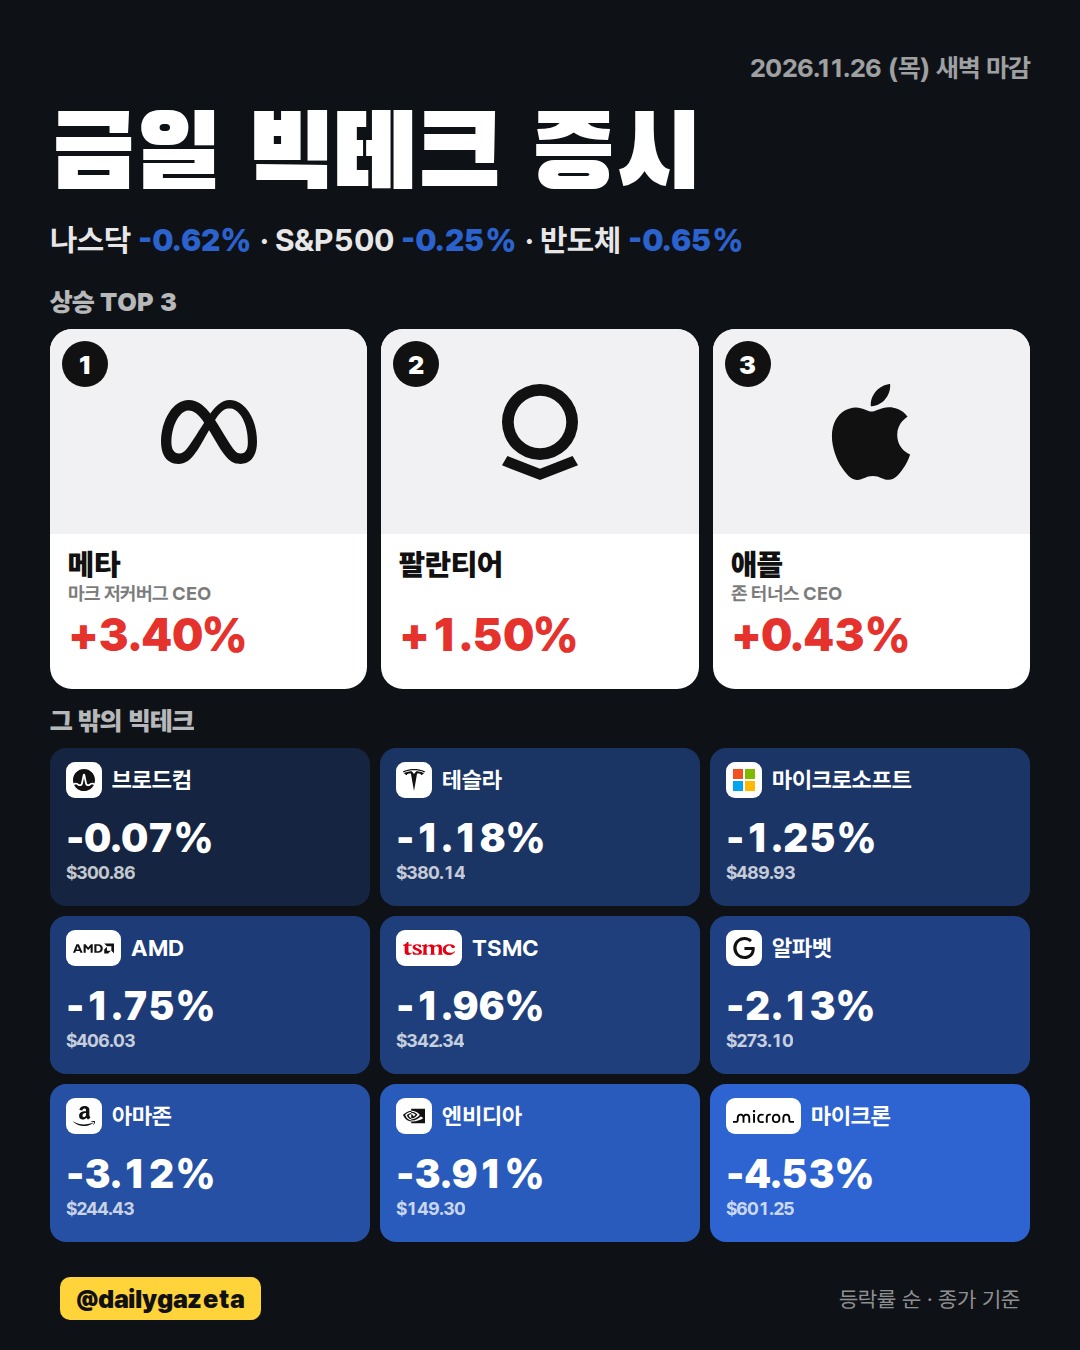 2026.11.26 (목) 새벽 마감
금일 빅테크 증시
나스닥 -0.62% · S&P500 -0.25% · 반도체 -0.65%
상승 TOP 3
1
2
3
메타
마크 저커버그 CEO
+3.40%
팔란티어
+1.50%
애플
존 터너스 CEO
+0.43%
그 밖의 빅테크
브로드컴
-0.07%
$300.86
테슬라
-1.18%
$380.14
마이크로소프트
-1.25%
$489.93
AMD AMD
-1.75%
$406.03
tsmc TSMC
-1.96%
$342.34
G 알파벳
-2.13%
$273.10
a 아마존
-3.12%
$244.43
엔비디아
-3.91%
$149.30
micron 마이크론
-4.53%
$601.25
@dailygazeta
등락률 순 · 종가 기준